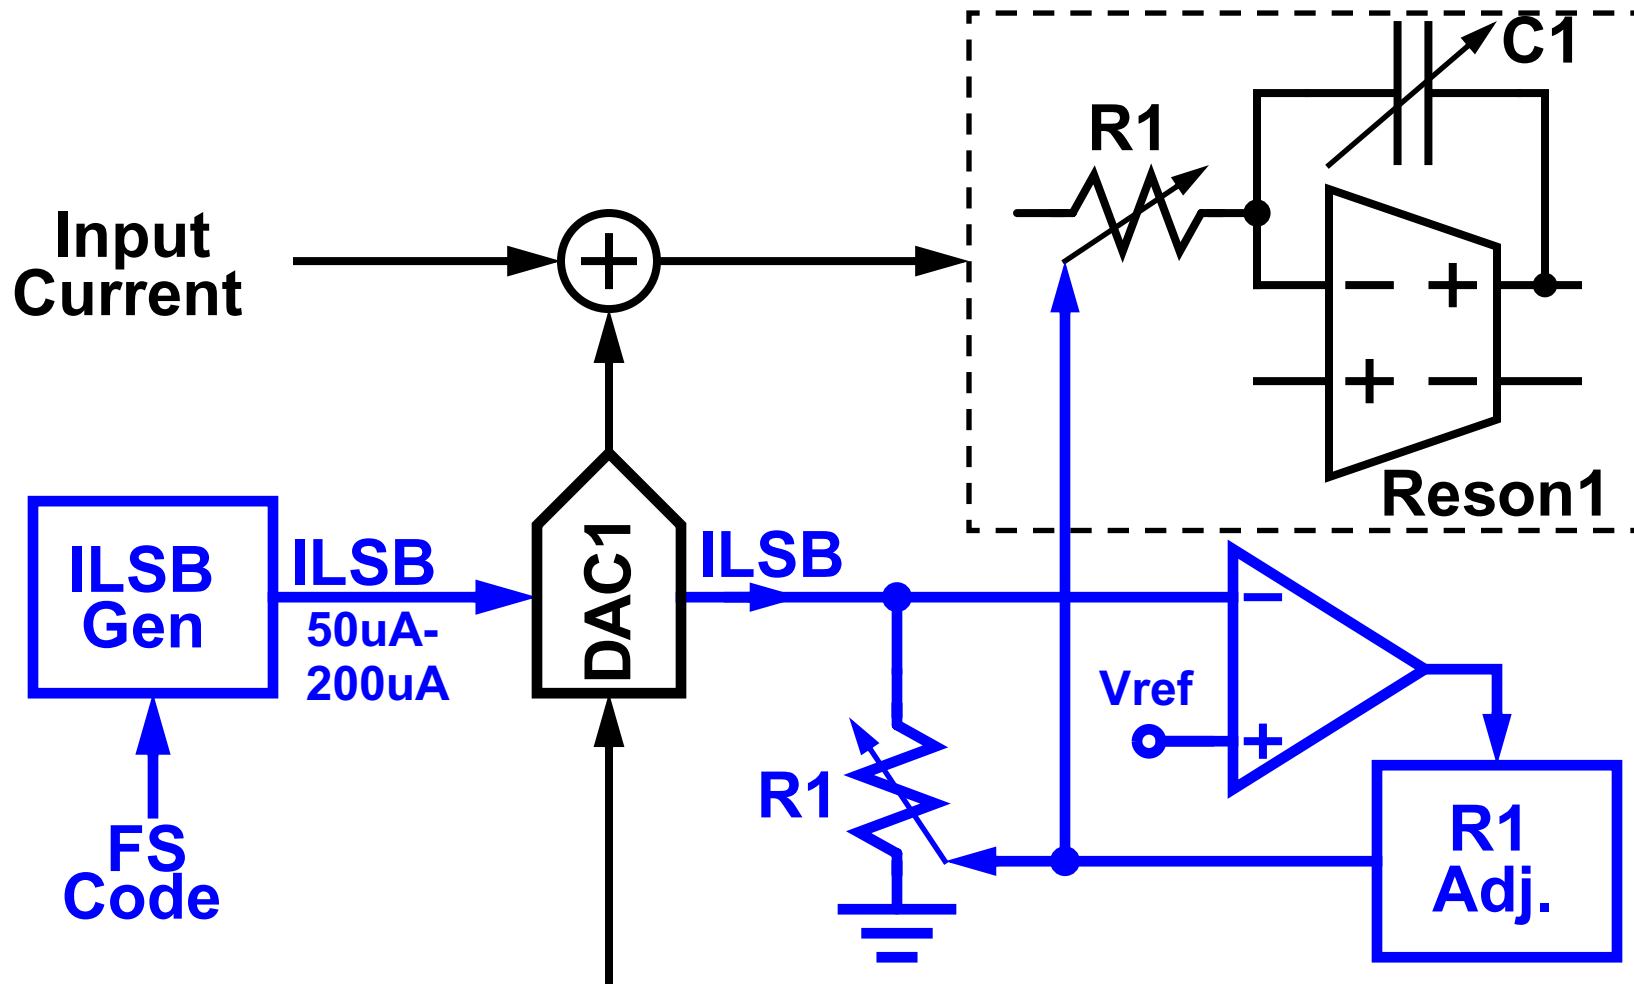 C1
R1
Input
Current
Reson1
ILSB
Gen
ILSB
50uA-
200uA
DAC1
ILSB
Vref
R1
R1
Adj.
FS
Code